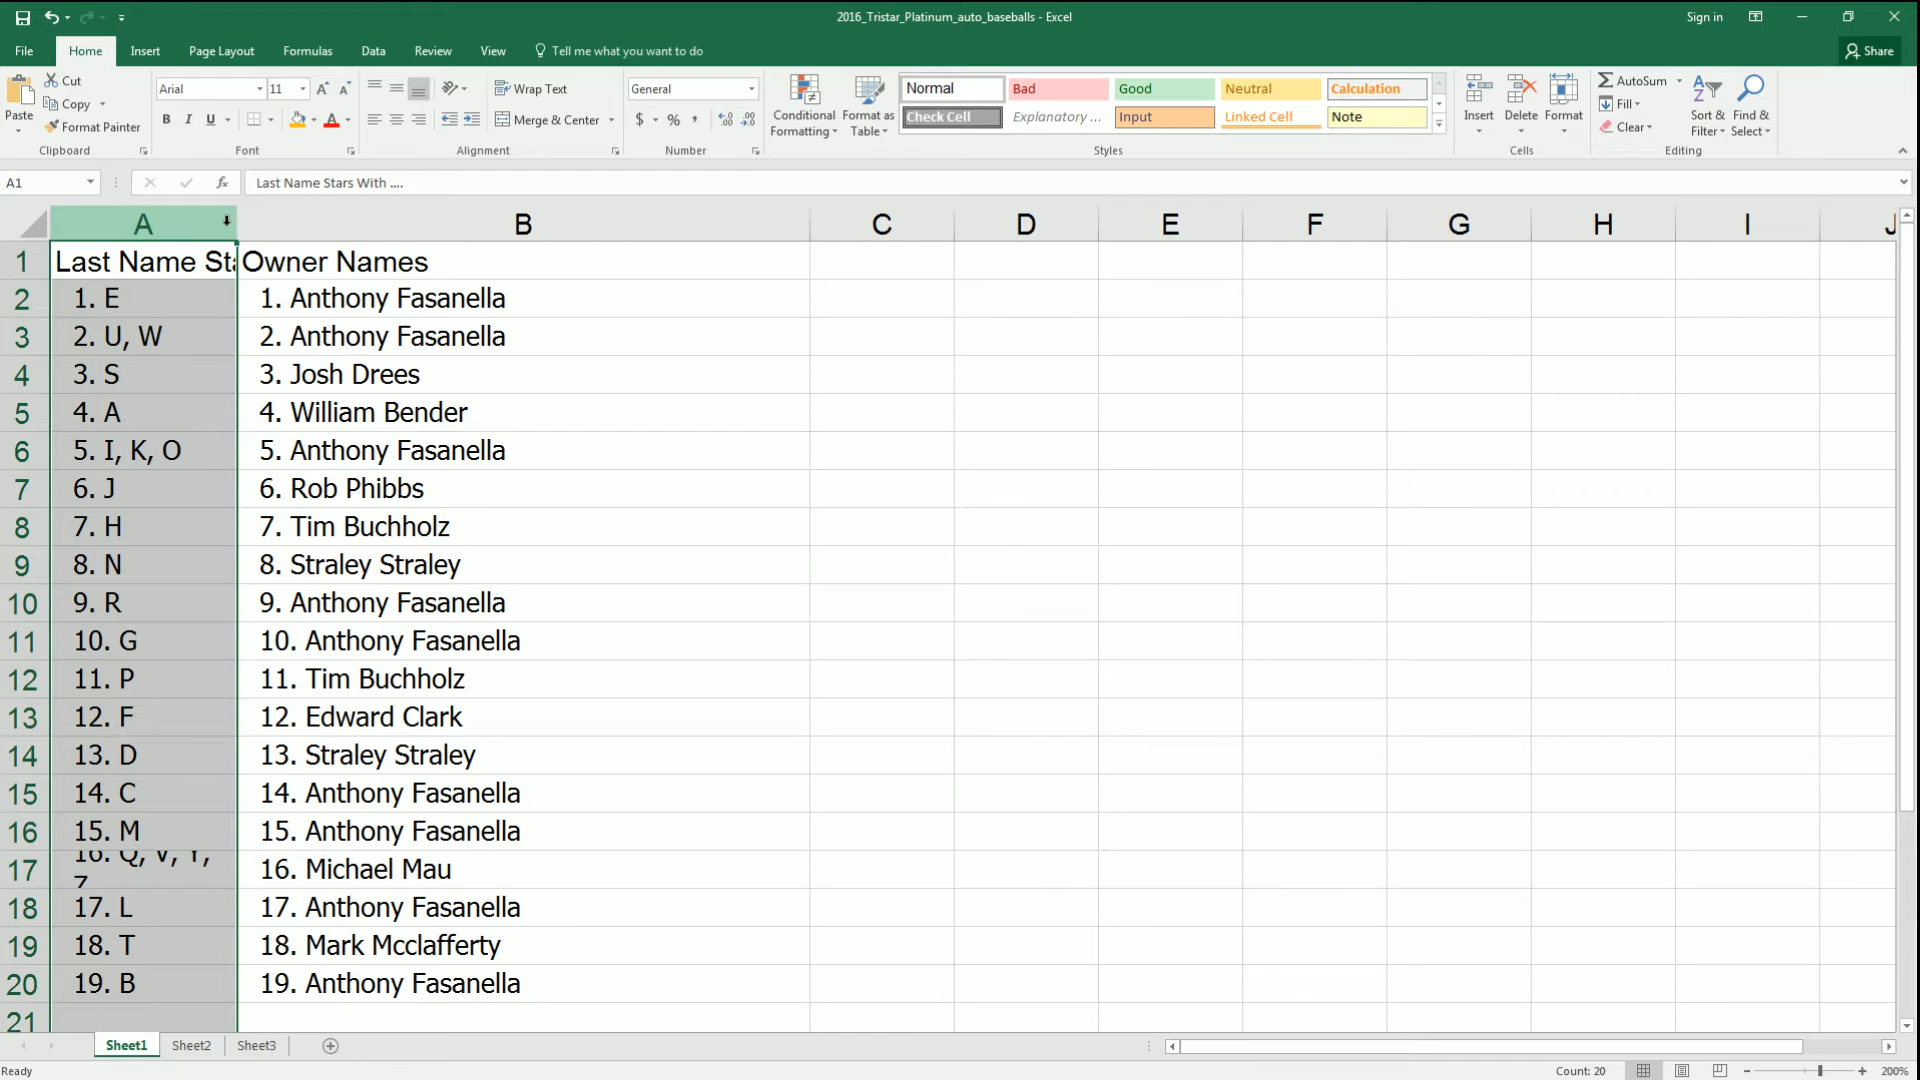 2016_Tristar_Platinum_auto_baseballs - Excel
Sign in
File Home Insert Page Layout Formulas Data Review View Tell me what you want to do
Share
Paste
Cut
Copy
Format Painter
Clipboard
Arial 11
B I U
Font
Wrap Text
Merge & Center
Alignment
General
$ % ,
Number
Conditional Formatting
Format as Table
Normal Bad Good Neutral Calculation
Check Cell Explanatory ... Input Linked Cell Note
Styles
Insert Delete Format
Cells
AutoSum
Fill
Clear
Sort & Filter
Find & Select
Editing
A1 fx Last Name Stars With ....
A B C D E F G H I J
1 Last Name Sta Owner Names
2 1. E 1. Anthony Fasanella
3 2. U, W 2. Anthony Fasanella
4 3. S 3. Josh Drees
5 4. A 4. William Bender
6 5. I, K, O 5. Anthony Fasanella
7 6. J 6. Rob Phibbs
8 7. H 7. Tim Buchholz
9 8. N 8. Straley Straley
10 9. R 9. Anthony Fasanella
11 10. G 10. Anthony Fasanella
12 11. P 11. Tim Buchholz
13 12. F 12. Edward Clark
14 13. D 13. Straley Straley
15 14. C 14. Anthony Fasanella
16 15. M 15. Anthony Fasanella
17 16. Q, V, Y, Z 16. Michael Mau
18 17. L 17. Anthony Fasanella
19 18. T 18. Mark Mcclafferty
20 19. B 19. Anthony Fasanella
21
Sheet1 Sheet2 Sheet3
Ready
Count: 20
200%